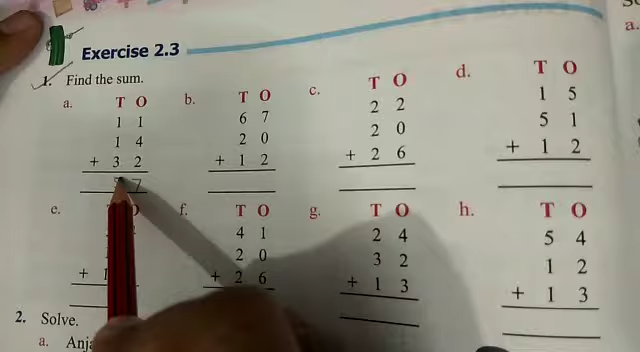 Exercise 2.3
1. Find the sum.
a. T O
1 1
1 4
+ 3 2
7
b. T O
6 7
2 0
+ 1 2
c. T O
2 2
2 0
+ 2 6
d. T O
1 5
5 1
+ 1 2
e. O
+ 1
f. T O
4 1
2 0
+ 2 6
g. T O
2 4
3 2
+ 1 3
h. T O
5 4
1 2
+ 1 3
2. Solve.
a.
a.